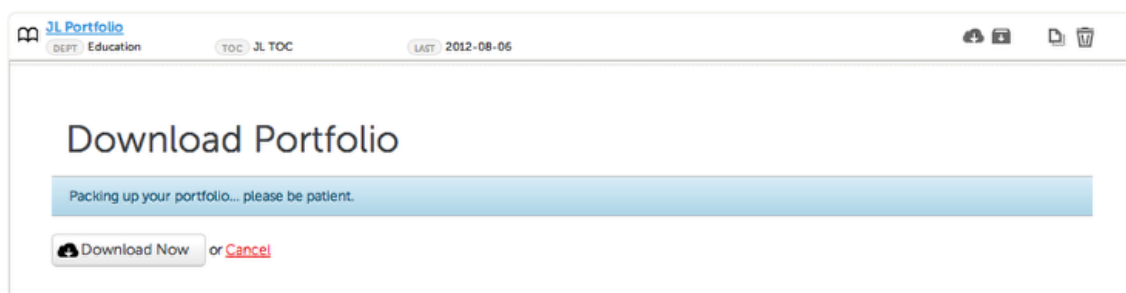 JL Portfolio
DEPT Education TOC JL TOC LAST 2012-08-06
Download Portfolio
Packing up your portfolio... please be patient.
Download Now or Cancel